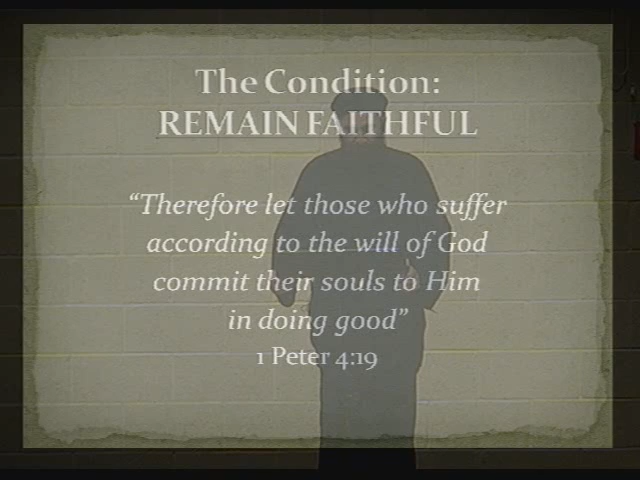 The Condition:
REMAIN FAITHFUL
“Therefore let those who suffer
according to the will of God
commit their souls to Him
in doing good”
1 Peter 4:19